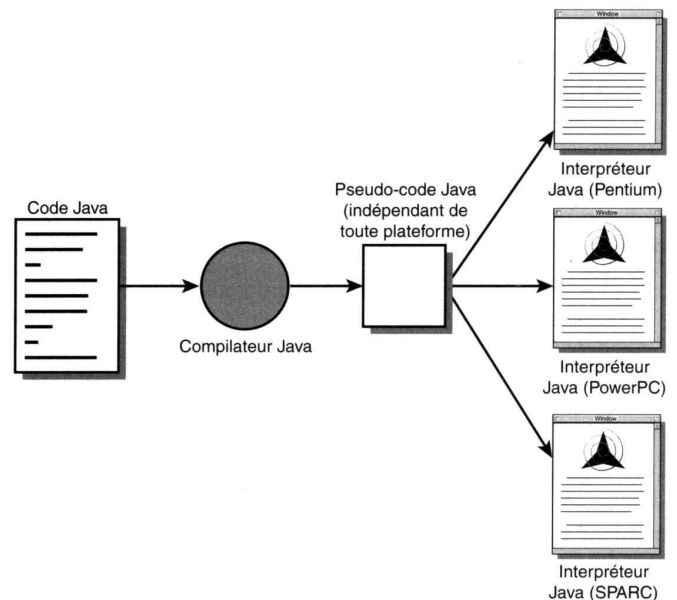 Window
Interpréteur
Java (Pentium)
Code Java
Compilateur Java
Pseudo-code Java
(indépendant de
toute plateforme)
Window
Interpréteur
Java (PowerPC)
Window
Interpréteur
Java (SPARC)